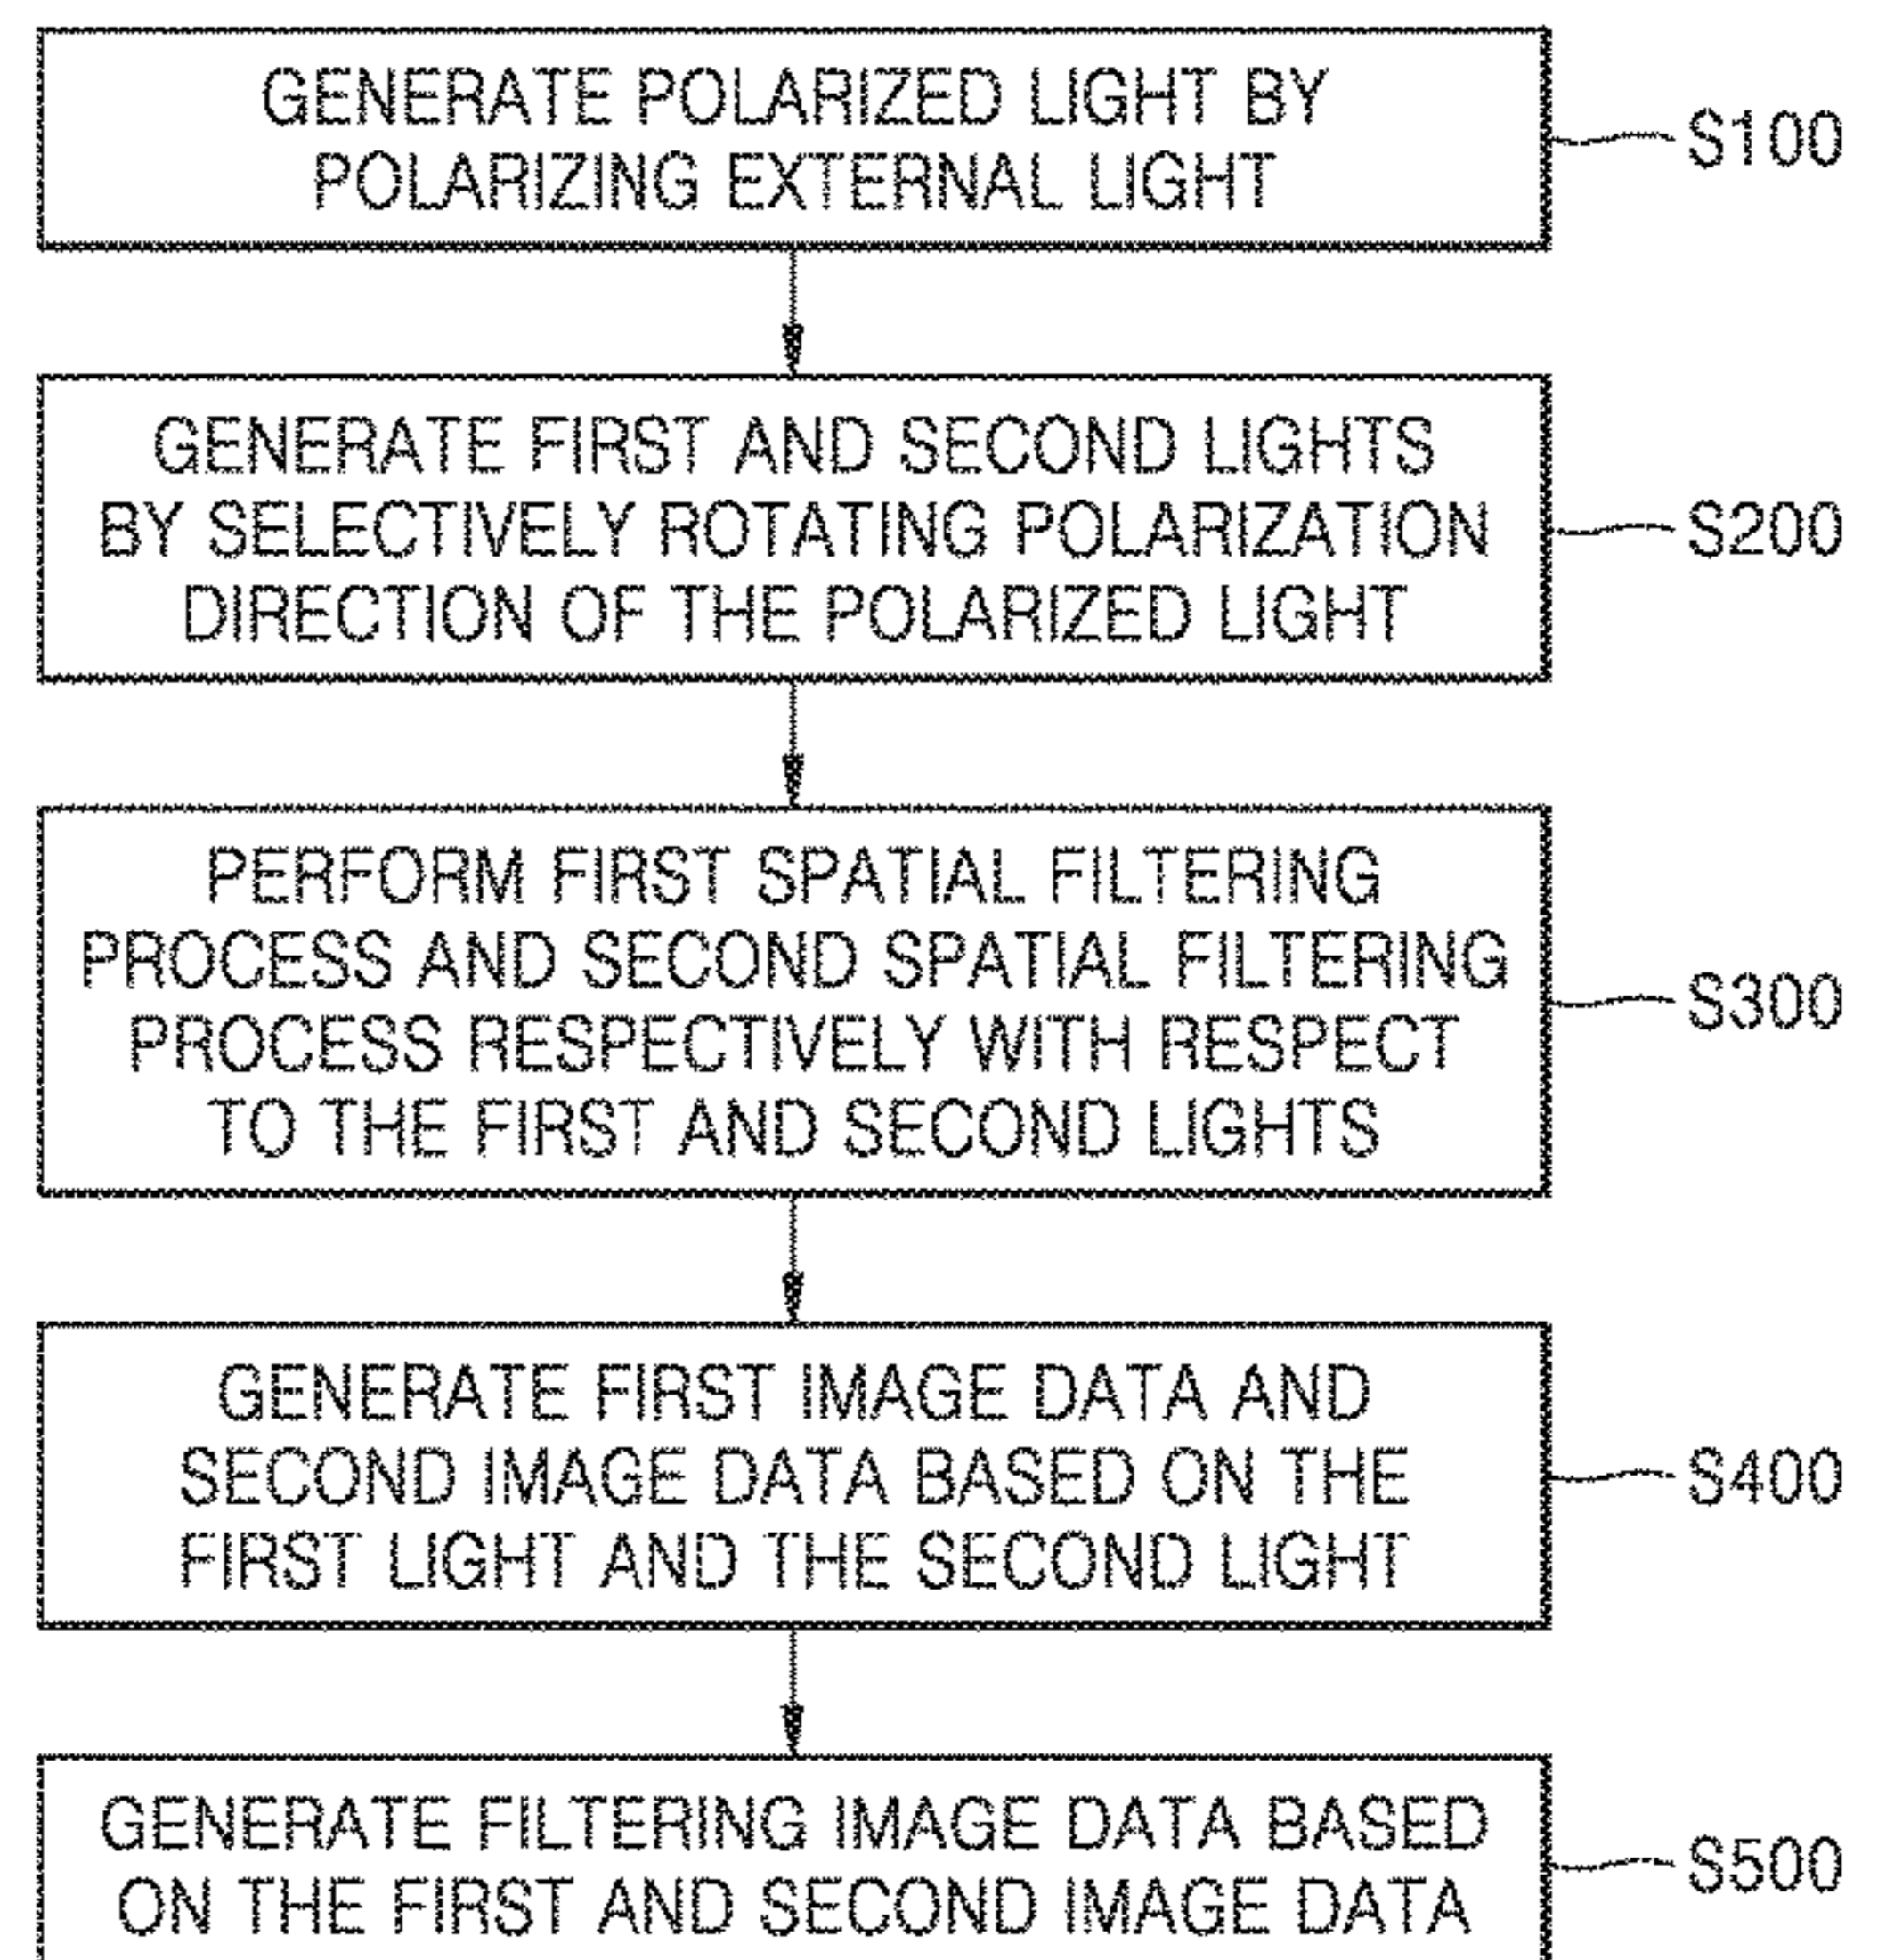 GENERATE POLARIZED LIGHT BY
POLARIZING EXTERNAL LIGHT
S100
GENERATE FIRST AND SECOND LIGHTS
BY SELECTIVELY ROTATING POLARIZATION
DIRECTION OF THE POLARIZED LIGHT
S200
PERFORM FIRST SPATIAL FILTERING
PROCESS AND SECOND SPATIAL FILTERING
PROCESS RESPECTIVELY WITH RESPECT
TO THE FIRST AND SECOND LIGHTS
S300
GENERATE FIRST IMAGE DATA AND
SECOND IMAGE DATA BASED ON THE
FIRST LIGHT AND THE SECOND LIGHT
S400
GENERATE FILTERING IMAGE DATA BASED
ON THE FIRST AND SECOND IMAGE DATA
S500